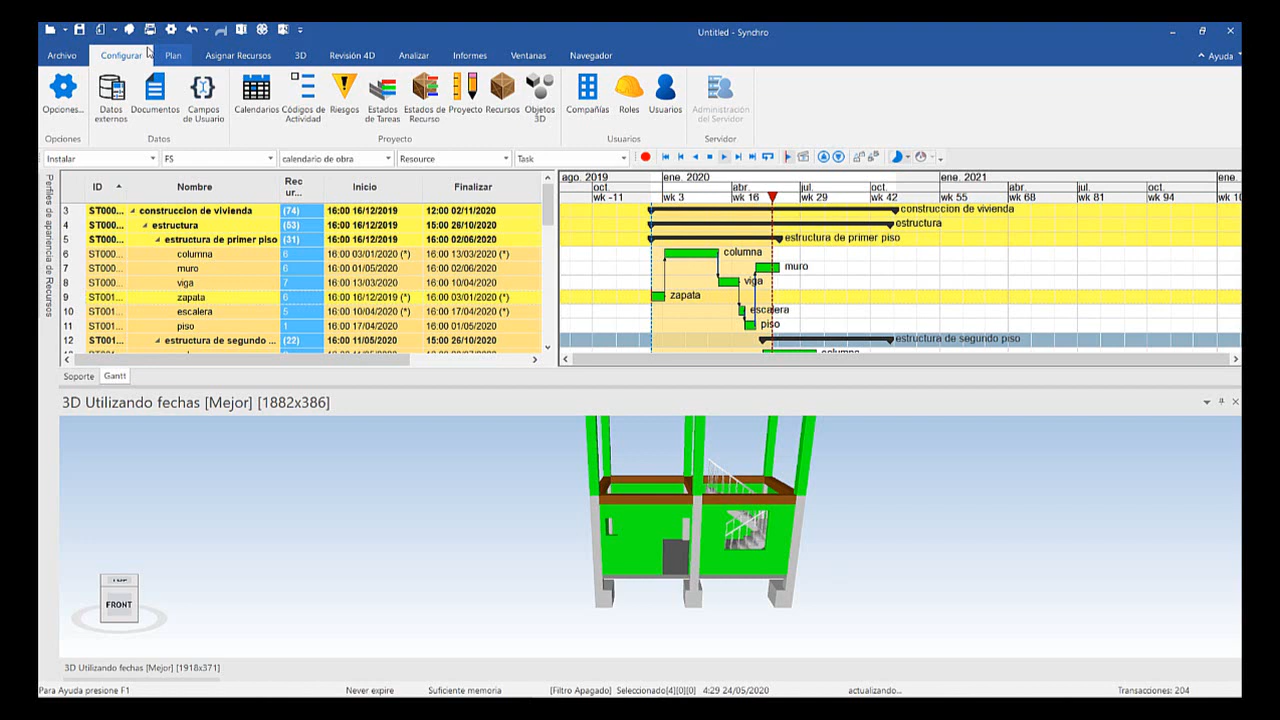 Untitled - Synchro
Archivo Configurar Plan Asignar Recursos 3D Revisión 4D Analizar Informes Ventanas Navegador Ayuda
Opciones... Datos externos Documentos Campos de Usuario Calendarios Códigos de Actividad Riesgos Estados de Tareas Estados de Recurso Proyecto Recursos Objetos 3D Compañías Roles Usuarios Administración del Servidor
Opciones Datos Proyecto Usuarios Servidor
Instalar FS calendario de obra Resource Task
Perfiles de apariencia de Recursos
ID Nombre Rec ur... Inicio Finalizar
ago. 2019 ene. 2020 ene. 2021 ene.
oct. abr. jul. oct. abr. jul. oct.
wk -11 wk 3 wk 16 wk 29 wk 42 wk 55 wk 68 wk 81 wk 94 wk 10
3 ST000... construccion de vivienda (74) 16:00 16/12/2019 12:00 02/11/2020 construccion de vivienda
4 ST000... estructura (53) 16:00 16/12/2019 15:00 26/10/2020 estructura
5 ST000... estructura de primer piso (31) 16:00 16/12/2019 16:00 02/06/2020 estructura de primer piso
6 ST000... columna 6 16:00 03/01/2020 (*) 16:00 13/03/2020 (*) columna
7 ST000... muro 6 16:00 01/05/2020 16:00 02/06/2020 muro
8 ST000... viga 7 16:00 13/03/2020 16:00 10/04/2020 viga
9 ST001... zapata 6 16:00 16/12/2019 (*) 16:00 03/01/2020 (*) zapata
10 ST001... escalera 5 16:00 10/04/2020 (*) 16:00 17/04/2020 (*) escalera
11 ST001... piso 1 16:00 17/04/2020 16:00 01/05/2020 piso
12 ST001... estructura de segundo ... (22) 16:00 11/05/2020 15:00 26/10/2020 estructura de segundo piso
Soporte Gantt
3D Utilizando fechas [Mejor] [1882x386]
FRONT
3D Utilizando fechas [Mejor] [1918x371]
Para Ayuda presione F1 Never expire Suficiente memoria [Filtro Apagado] Seleccionado[4][0][0] 4:29 24/05/2020 actualizando... Transacciones: 204